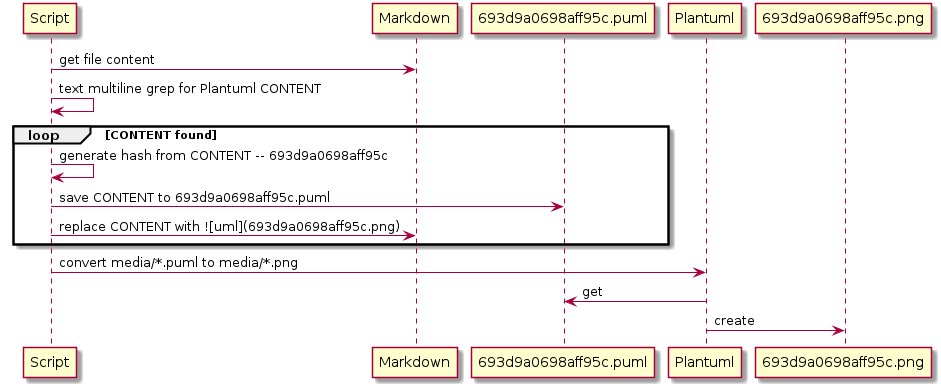 Script Markdown 693d9a0698aff95c.puml Plantuml 693d9a0698aff95c.png
get file content
text multiline grep for Plantuml CONTENT
loop [CONTENT found]
generate hash from CONTENT -- 693d9a0698aff95c
save CONTENT to 693d9a0698aff95c.puml
replace CONTENT with ![uml](693d9a0698aff95c.png)
convert media/*.puml to media/*.png
get
create
Script Markdown 693d9a0698aff95c.puml Plantuml 693d9a0698aff95c.png